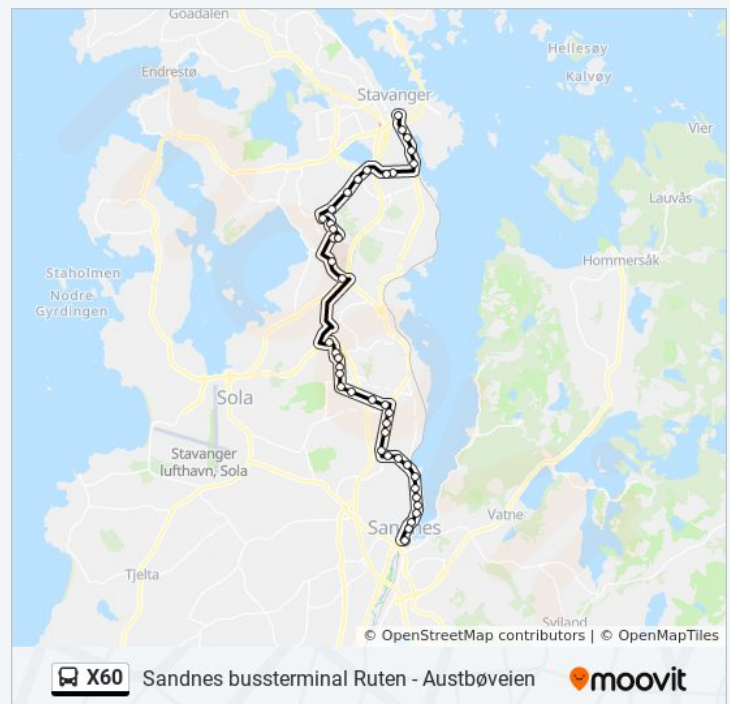 Goadalen
Hellesøy
Kalvøy
Endrestø
Stavanger
Vier
Lauvås
Hommersåk
Staholmen
Nodre
Gyrdingen
Sola
Stavanger
lufthavn, Sola
Sandnes
Vatne
Tjelta
Sviland
© OpenStreetMap contributors | © OpenMapTiles
X60 Sandnes bussterminal Ruten - Austbøveien moovit